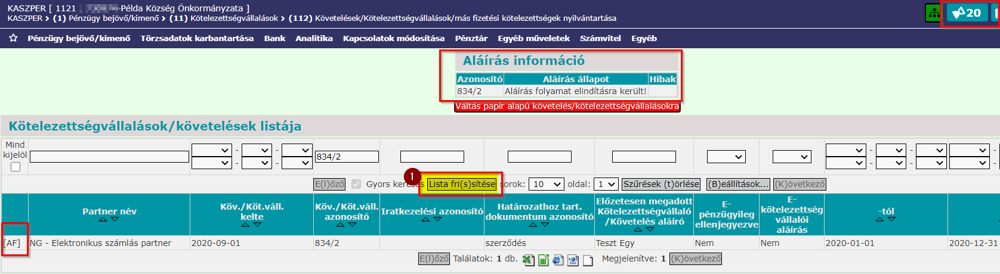 KASZPER [ 1121 -Példa Község Önkormányzata ]
KASZPER > (1) Pénzügy bejövő/kimenő > (11) Kötelezettségvállalások > (112) Követelések/Kötelezettségvállalások/más fizetési kötelezettségek nyilvántartása
20
Pénzügy bejövő/kimenő Törzsadatok karbantartása Bank Analitika Kapcsolatok módosítása Pénztár Egyéb műveletek Számvitel Egyéb
Aláírás információ
Azonosító Aláírás állapot Hibak
834/2 Aláírás folyamat elindításra került!
Váltás papír alapú követelés/kötelezettségvállalásokra
Kötelezettségvállalások/követelések listája
Mind
kijelöl
- -
- -
834/2
- - -
- - -
1
E(l)őző Gyors keresés Lista fri(s)sítése sorok: 10 oldal: 1 Szűrések (t)örlése (B)eállítások... (K)övetkező
Partner név
Köv./Köt.váll.
kelte
Köv./Köt.váll.
azonosító
Iratkezelési azonosító
Határozathoz tart.
dokumentum azonosító
Előzetesen megadott
Kötelezettségvállaló
/Követelés aláíró
E-
pénzügyileg
ellenjegyezve
E-
kötelezettség
vállalói
aláírás
-tól
[AF] NG - Elektronikus számlás partner 2020-09-01 834/2 szerződés Teszt Egy Nem Nem 2020-01-01 2020-12-31
E(l)őző Találatok: 1 db. Megjelenítve: 1 (K)övetkező